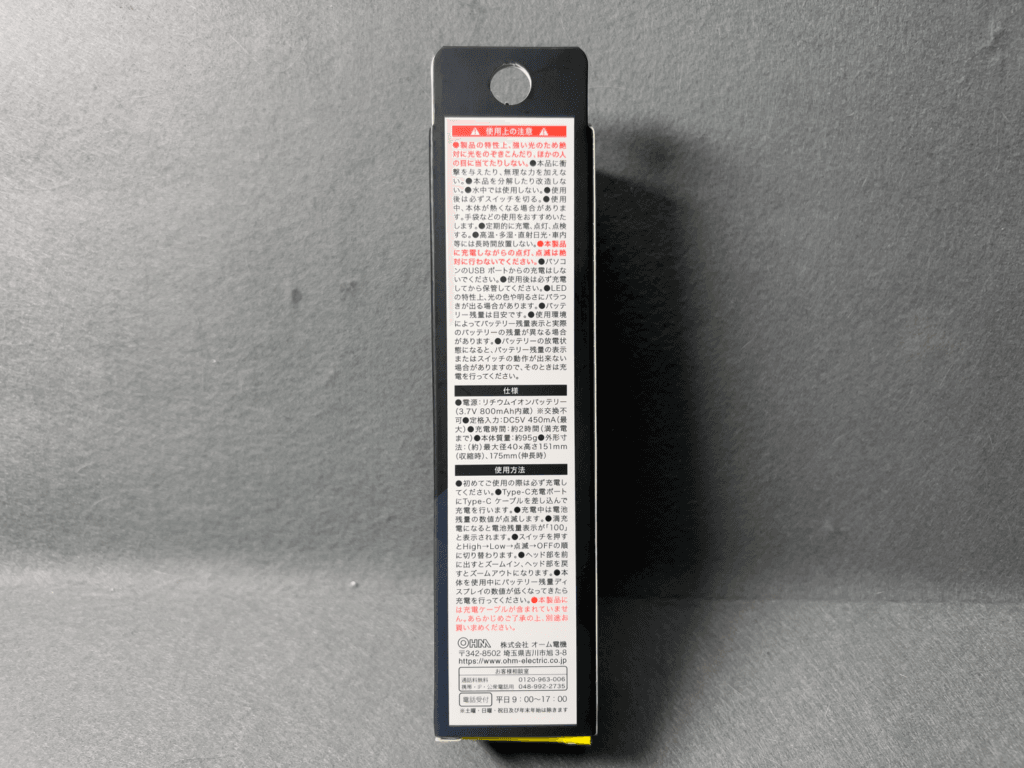 ⚠ 使用上の注意 ⚠
●製品の特性上、強い光のため絶
対に光をのぞきこんだり、ほかの人
の目に当てたりしない。●本品に衝
撃を与えたり、無理な力を加えな
い。●本品を分解したり改造しな
い。●水中では使用しない。●使用
後は必ずスイッチを切る。●使用
中、本体が熱くなる場合がありま
す。手袋などの使用をおすすめいた
します。●定期的に充電、点灯、点検
する。●高温・多湿・直射日光・車内
等には長時間放置しない。●本製品
に充電しながらの点灯、点滅は絶
対に行わないでください。●パソコ
ンのUSB ポートからの充電はしな
いでください。●使用後は必ず充電
してから保管してください。●LED
の特性上、光の色や明るさにバラつ
きが出る場合があります。●バッテ
リー残量は目安です。●使用環境
によってバッテリー残量表示と実際
のバッテリーの残量が異なる場合
があります。●バッテリーの放電状
態になると、バッテリー残量の表示
またはスイッチの動作が出来ない
場合がありますので、そのときは充
電を行ってください。
仕様
●電源:リチウムイオンバッテリー
(3.7V 800mAh内蔵) ※交換不
可●定格入力:DC5V 450mA(最
大)●充電時間:約2時間(満充電
まで)●本体質量:約95g●外形寸
法:(約)最大径40×高さ151mm
(収縮時)、175mm(伸長時)
使用方法
●初めてご使用の際は必ず充電し
てください。●Type-C充電ポート
にType-C ケーブルを差し込んで
充電を行います。●充電中は電池
残量の数値が点滅します。●満充
電になると電池残量表示が「100」
と表示されます。●スイッチを押す
とHigh→Low→点滅→OFFの順
に切り替わります。●ヘッド部を前
に出すとズームイン、ヘッド部を戻
すとズームアウトになります。●本
体を使用中にバッテリー残量ディ
スプレイの数値が低くなってきたら
充電を行ってください。●本製品に
は充電ケーブルが含まれていませ
ん。あらかじめご了承の上、別途お
買い求めください。
OHM 株式会社 オーム電機
〒342-8502 埼玉県吉川市旭 3-8
https://www.ohm-electric.co.jp
お客様相談室
通話料無料 0120-963-006
携帯・IP・公衆電話用 048-992-2735
電話受付 平日 9:00〜17:00
※土曜・日曜・祝日及び年末年始は除きます